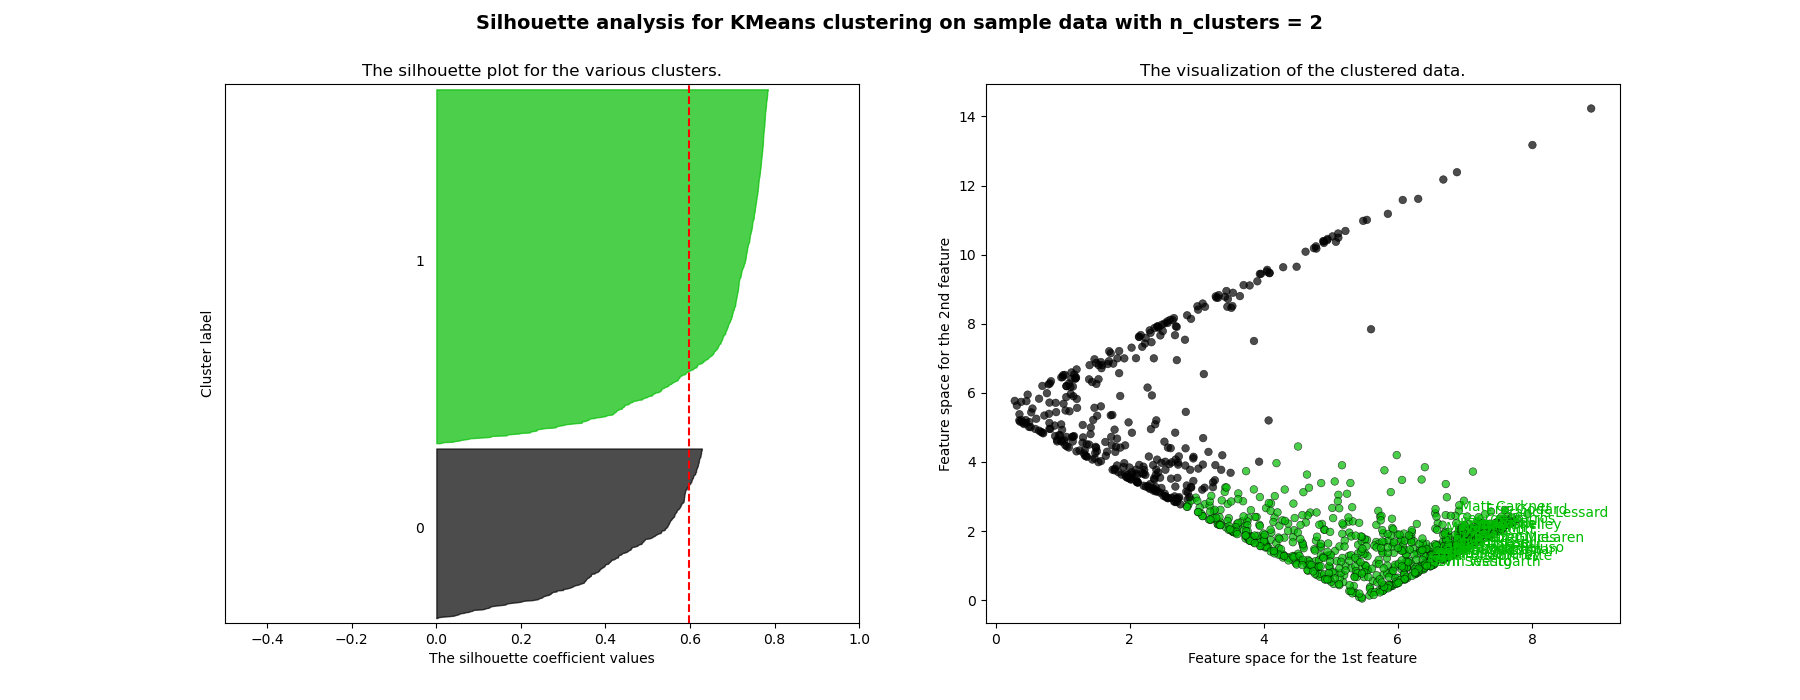 Silhouette analysis for KMeans clustering on sample data with n_clusters = 2
The silhouette plot for the various clusters.
Cluster label
1
0
−0.4 −0.2 0.0 0.2 0.4 0.6 0.8 1.0
The silhouette coefficient values
The visualization of the clustered data.
Feature space for the 2nd feature
14
12
10
8
6
4
2
0
Matt Carkner
Lessard
0 2 4 6 8
Feature space for the 1st feature